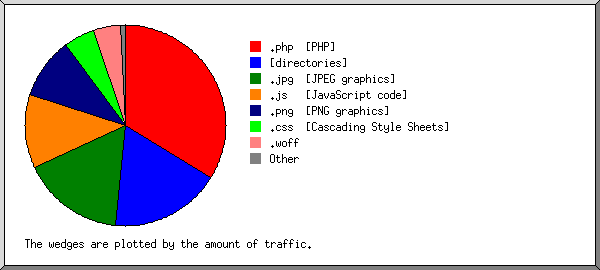 .php [PHP]
[directories]
.jpg [JPEG graphics]
.js [JavaScript code]
.png [PNG graphics]
.css [Cascading Style Sheets]
.woff
Other
The wedges are plotted by the amount of traffic.